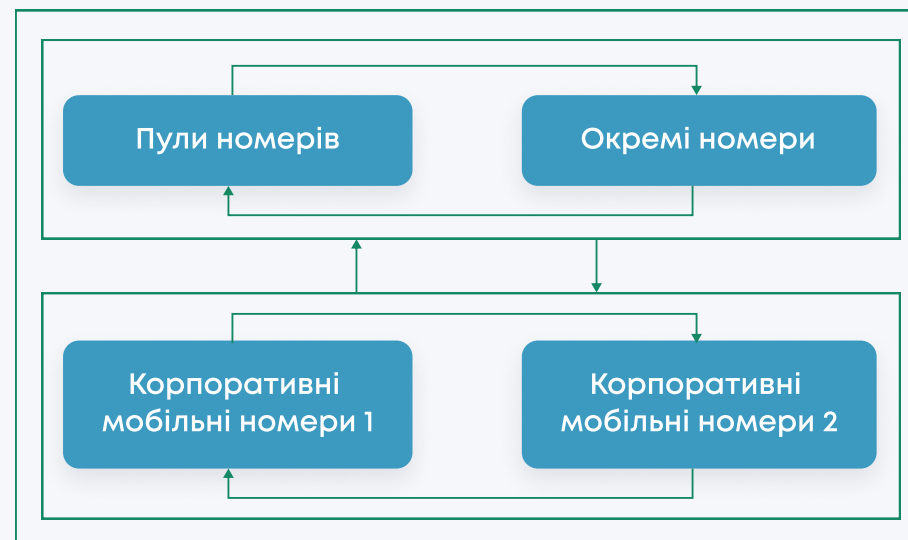 Пули номерів
Окремі номери
Корпоративні
мобільні номери 1
Корпоративні
мобільні номери 2